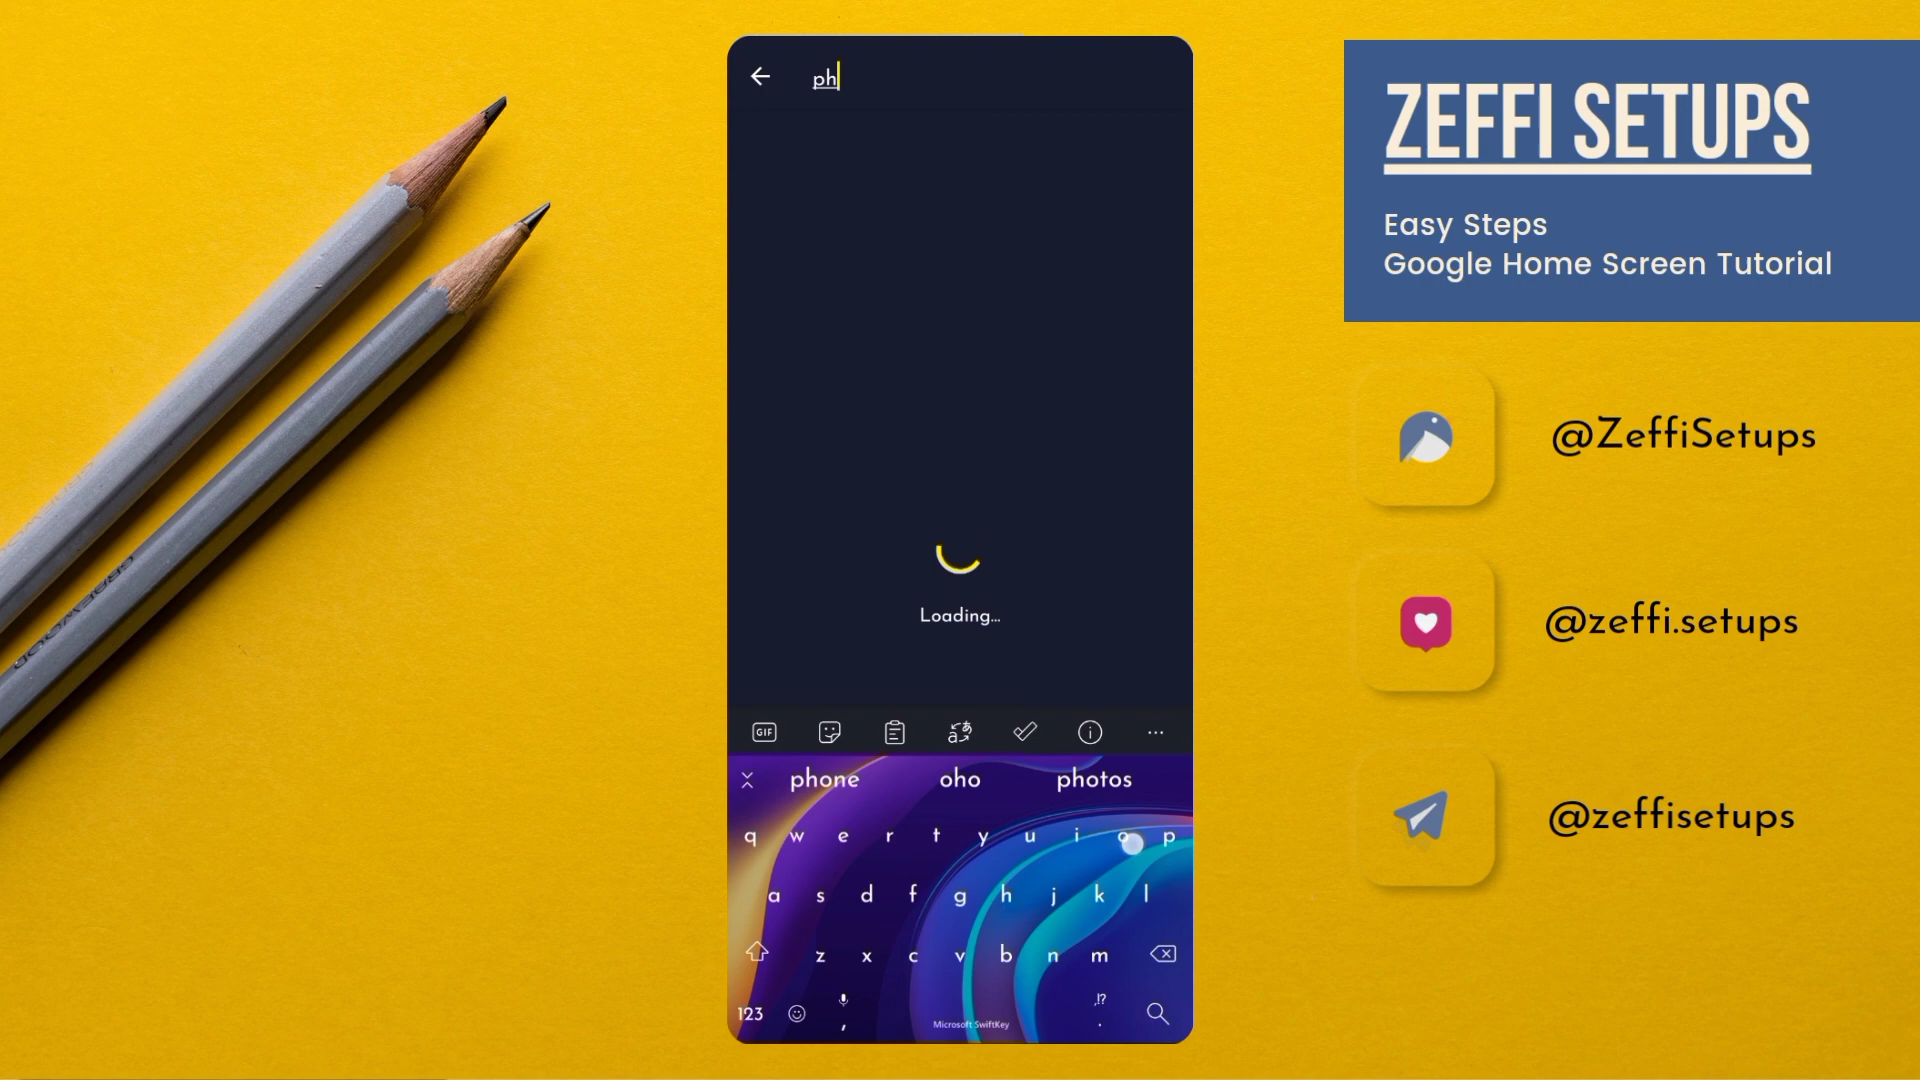 ph
Loading...
GIF
phone oho photos
q w e r t y u i o p
a s d f g h j k l
z x c v b n m
123 , Microsoft SwiftKey ,!? .
ZEFFI SETUPS
Easy Steps
Google Home Screen Tutorial
@ZeffiSetups
@zeffi.setups
@zeffisetups